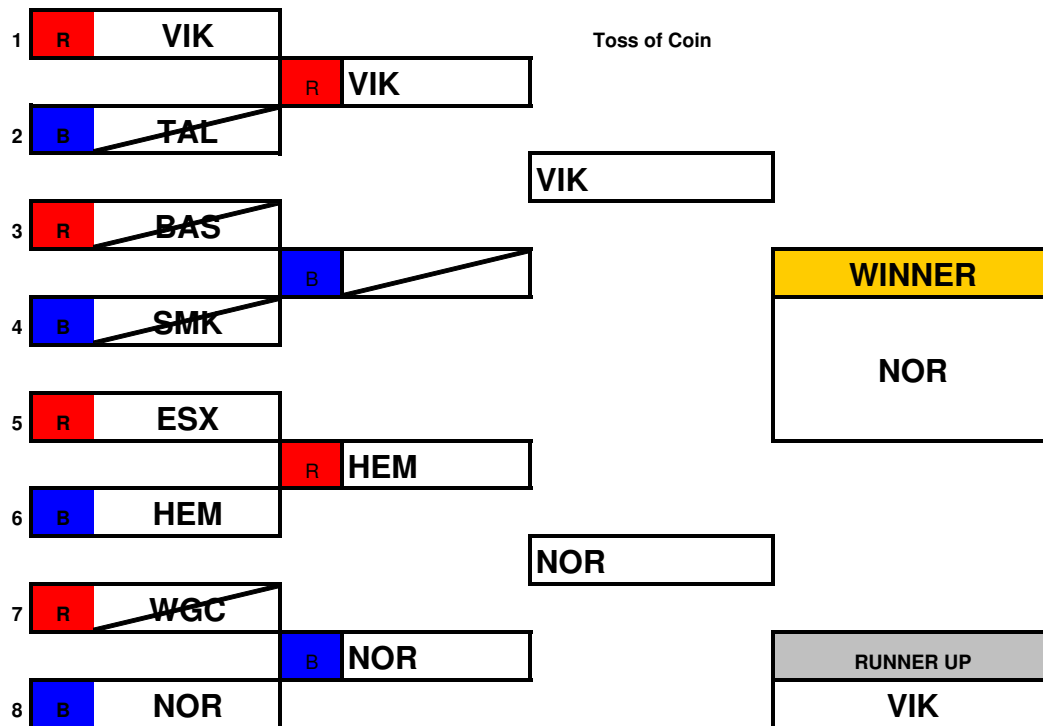 1 R VIK Toss of Coin
R VIK
2 B TAL
VIK
3 R BAS
B WINNER
4 B SMK
NOR
5 R ESX
R HEM
6 B HEM
NOR
7 R WGC
B NOR RUNNER UP
8 B NOR VIK